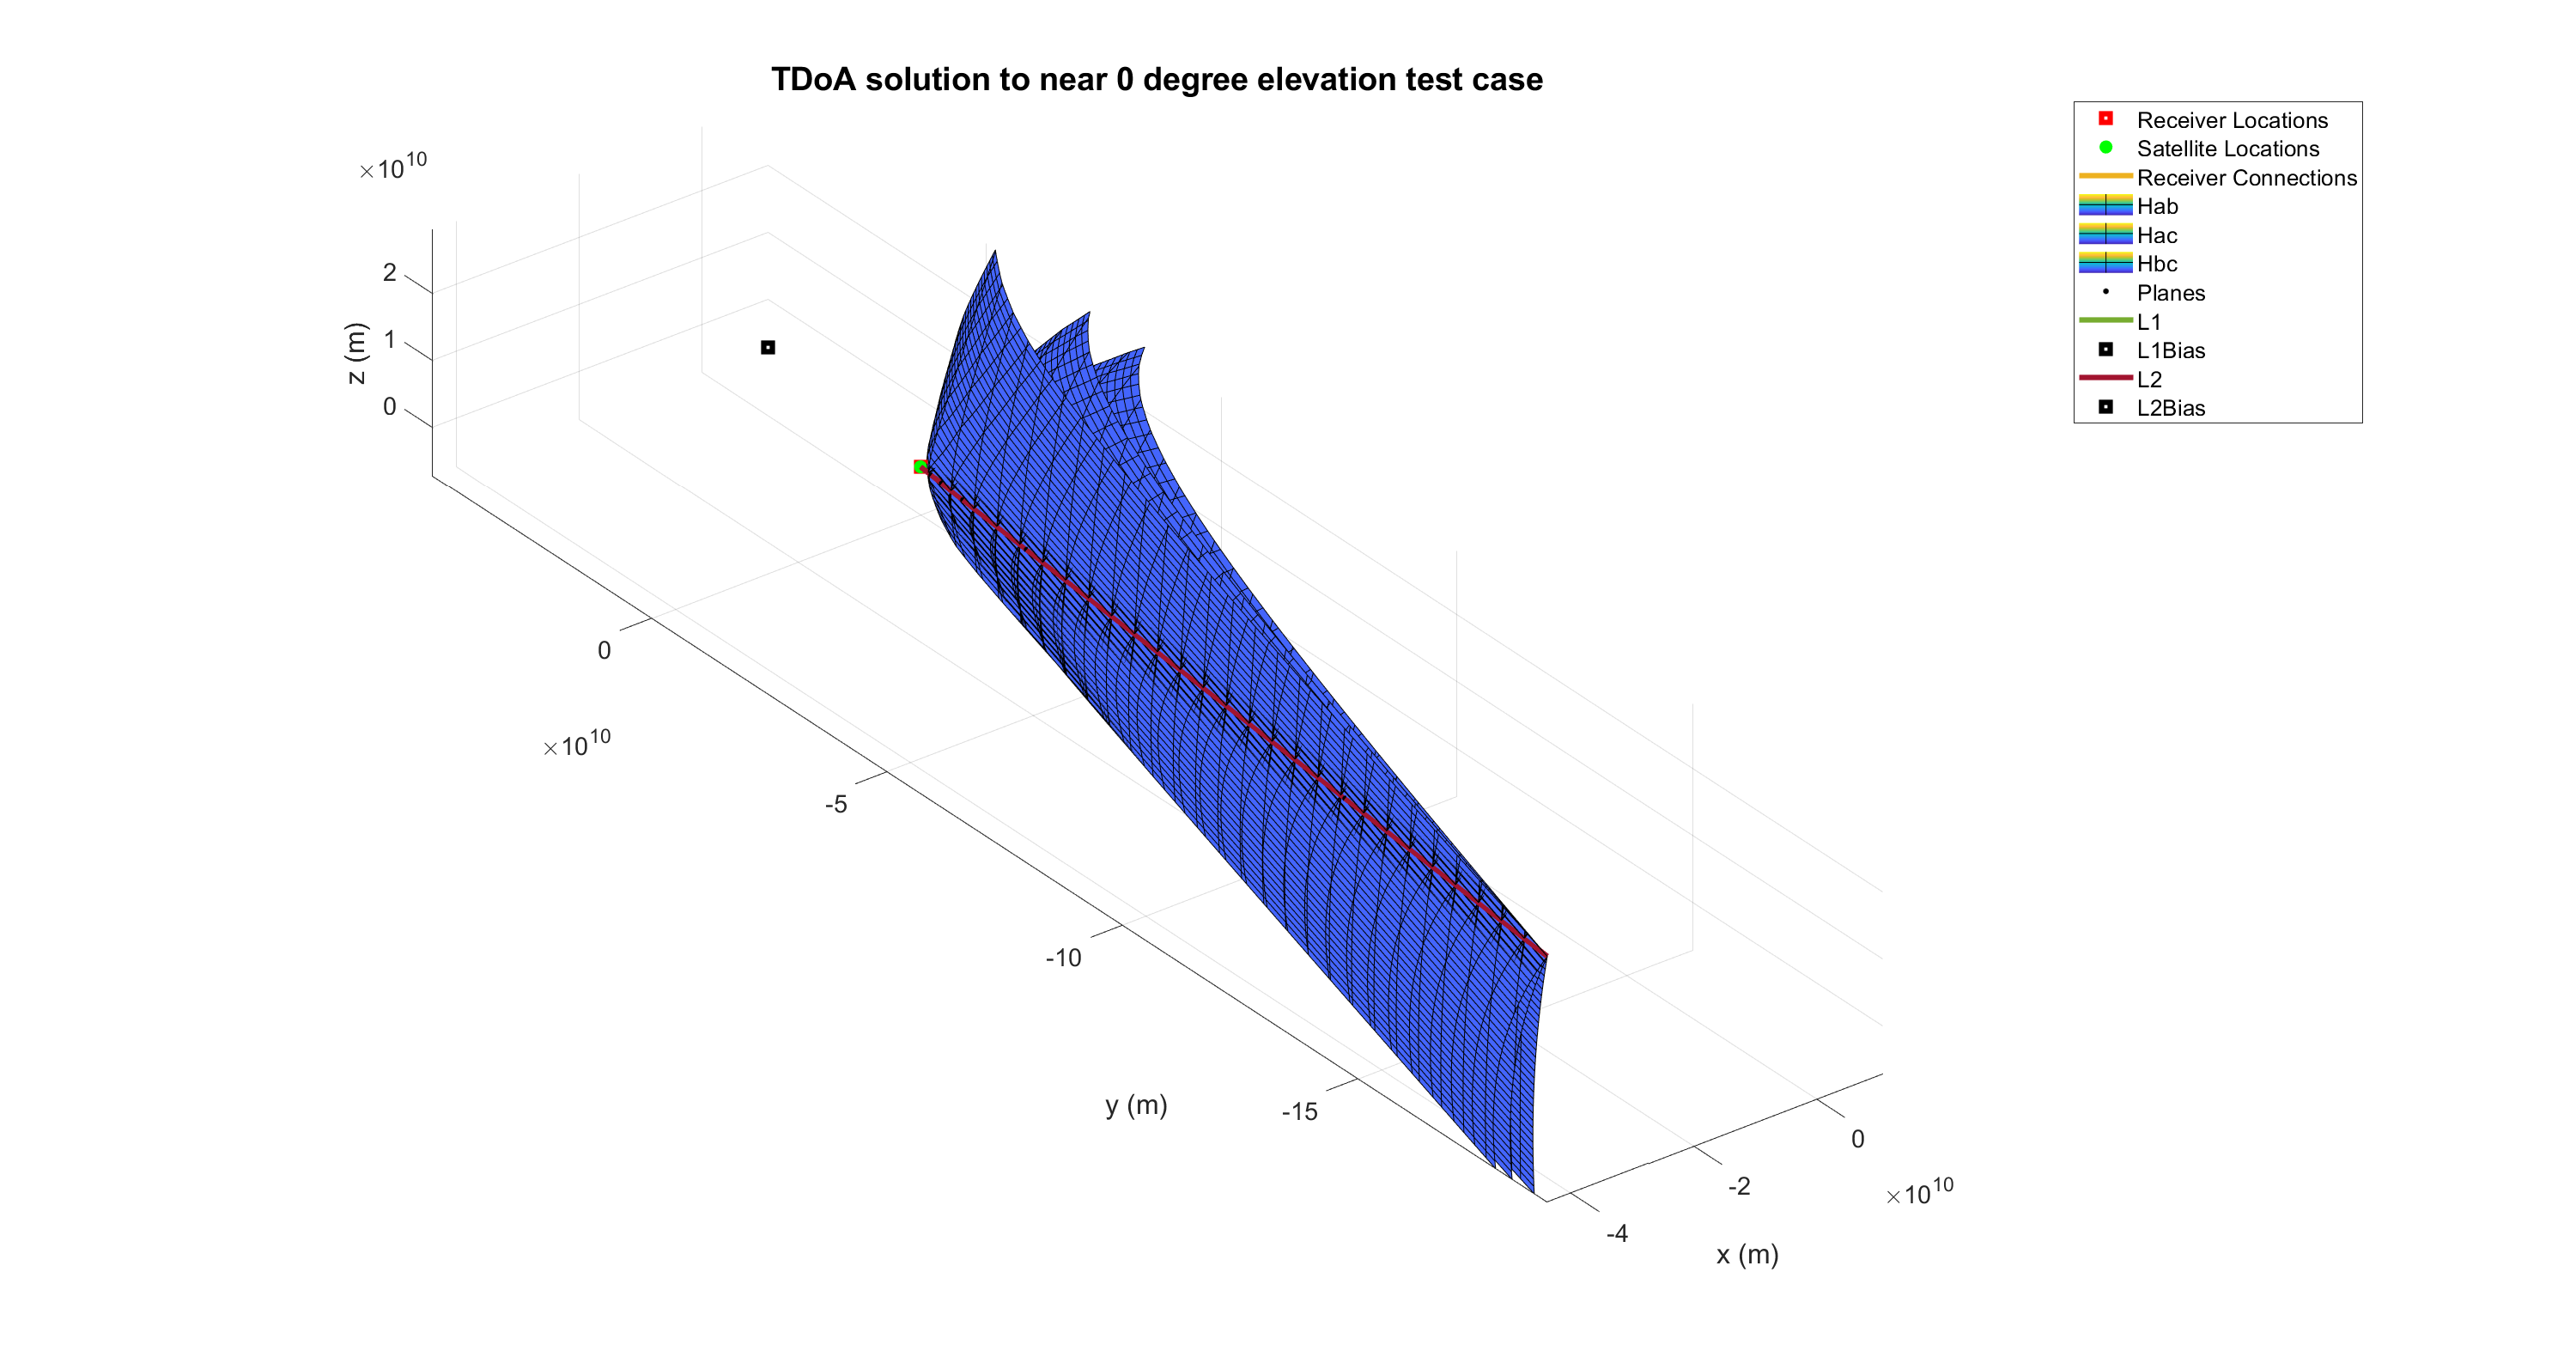 TDoA solution to near 0 degree elevation test case
×10^10
2
1
0
z (m)
0
-5
-10
-15
×10^10
y (m)
0
-2
-4
×10^10
x (m)
Receiver Locations
Satellite Locations
Receiver Connections
Hab
Hac
Hbc
Planes
L1
L1Bias
L2
L2Bias